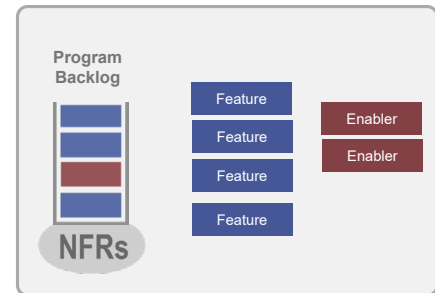 Program
Backlog
NFRs
Feature
Feature
Feature
Feature
Enabler
Enabler